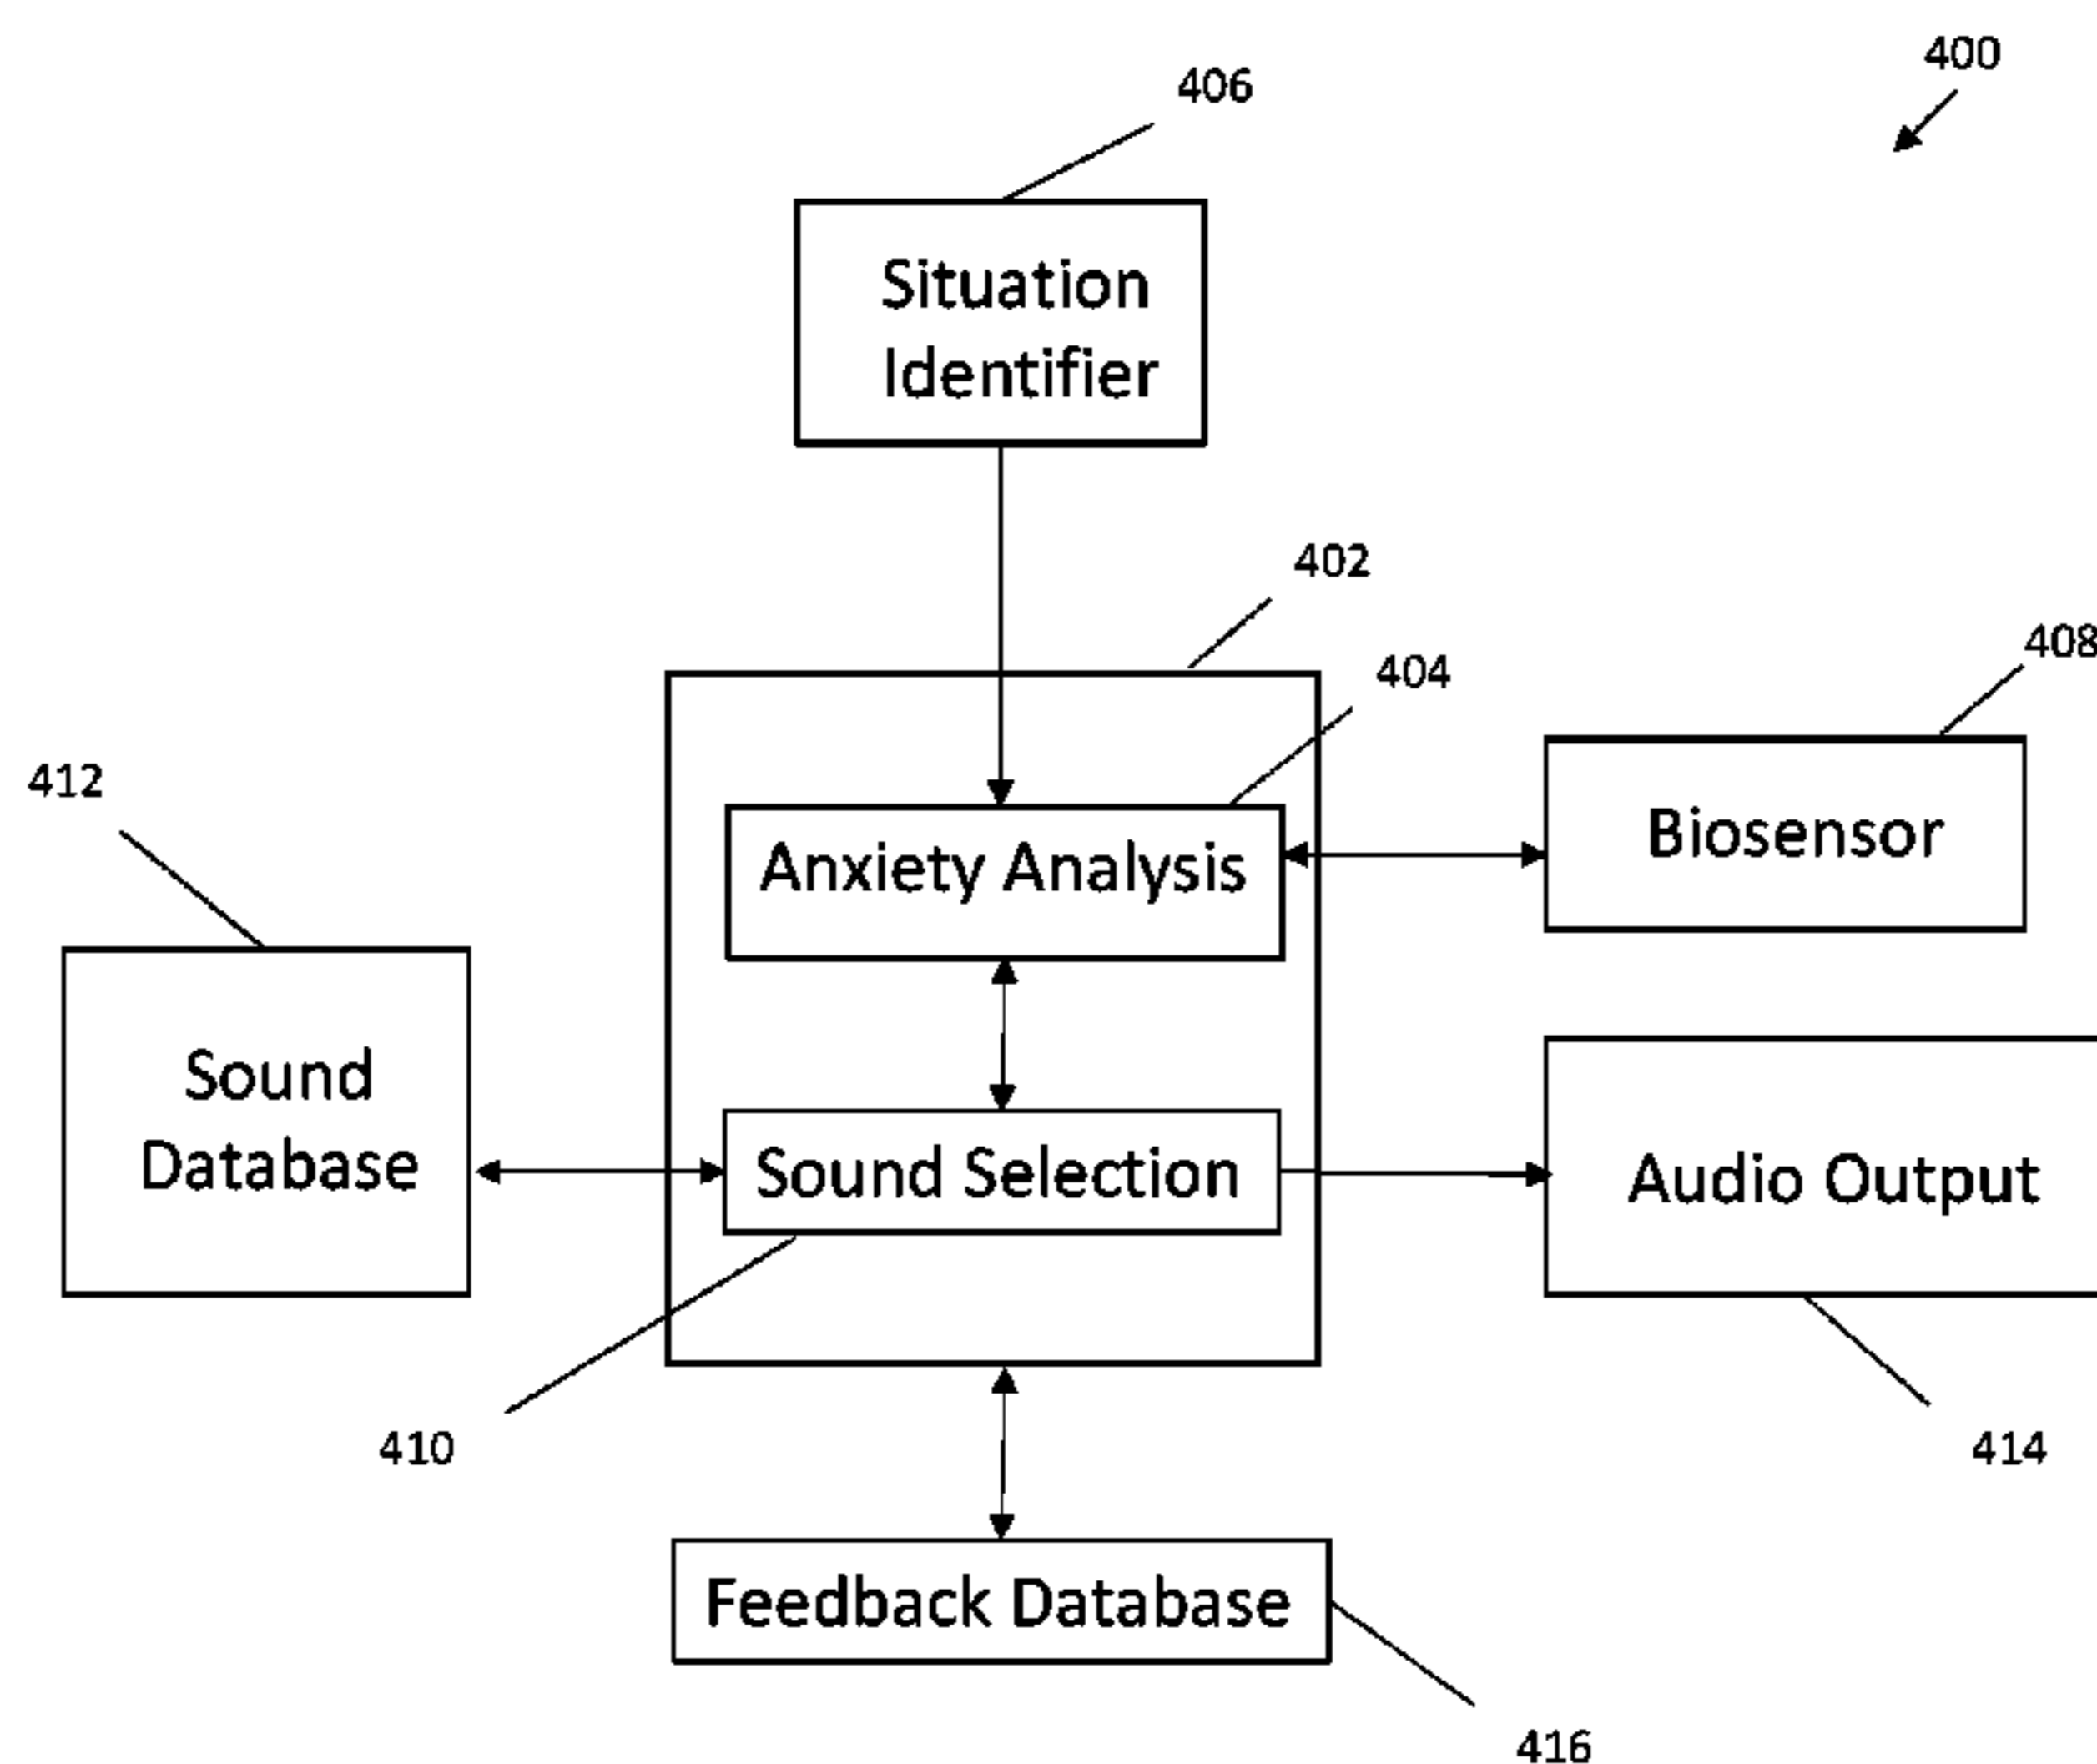 400
406
Situation
Identifier
402
404
408
412
Anxiety Analysis
Biosensor
Sound
Database
Sound Selection
Audio Output
410
414
Feedback Database
416